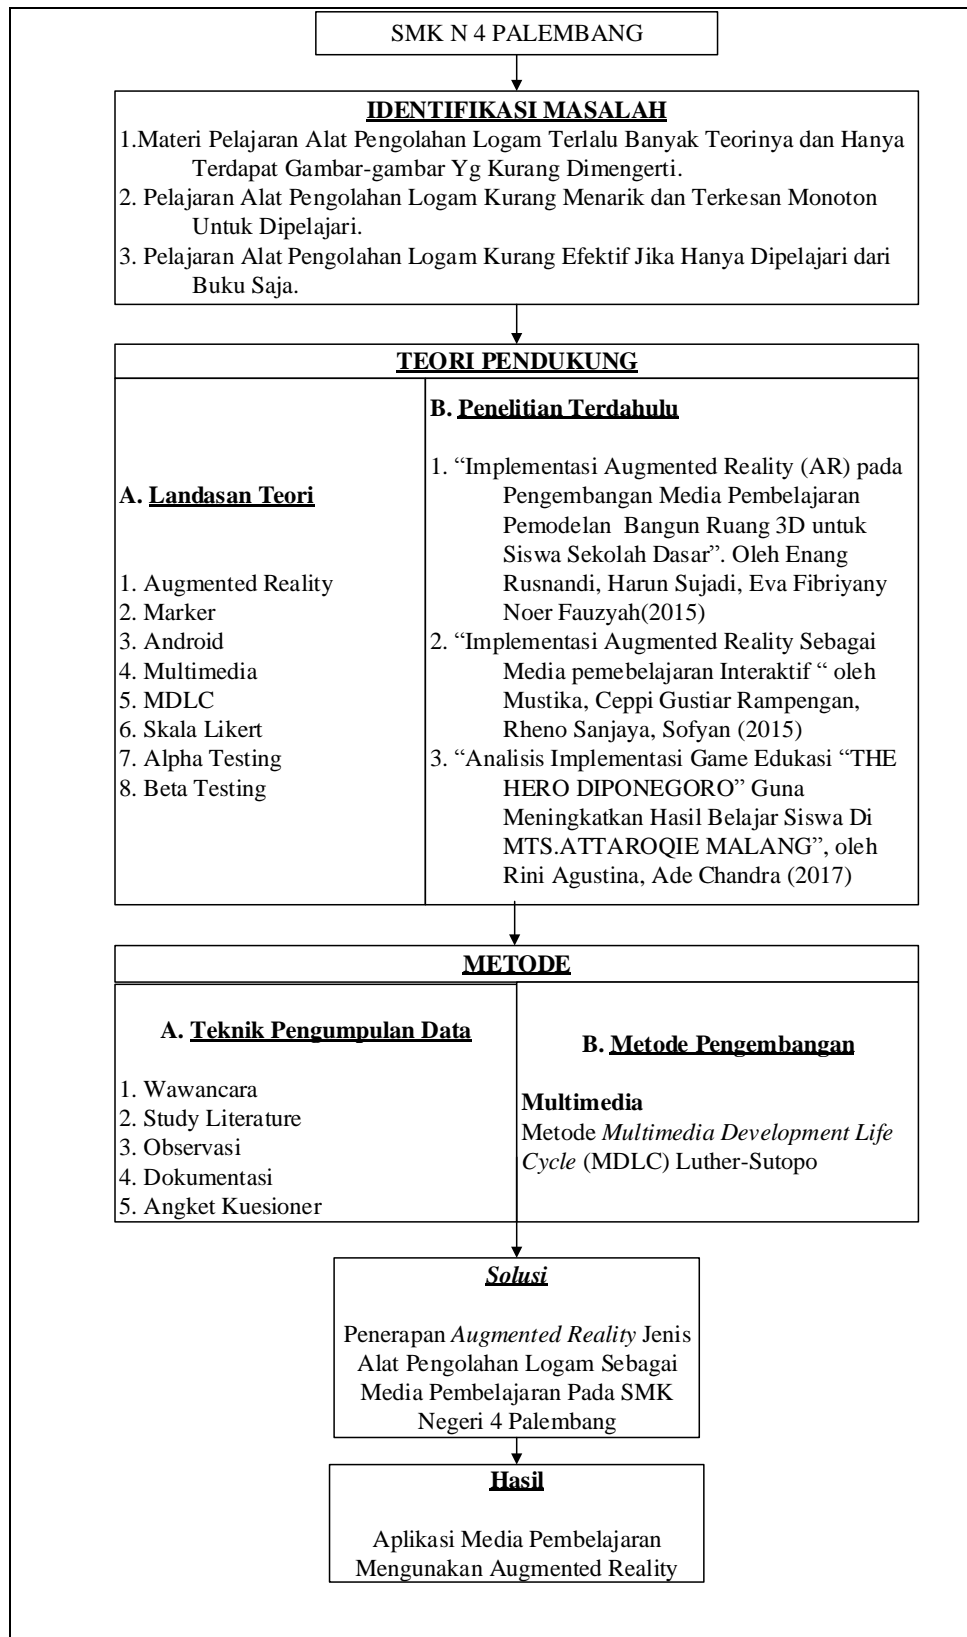 SMK N 4 PALEMBANG
IDENTIFIKASI MASALAH
1.Materi Pelajaran Alat Pengolahan Logam Terlalu Banyak Teorinya dan Hanya
Terdapat Gambar-gambar Yg Kurang Dimengerti.
2. Pelajaran Alat Pengolahan Logam Kurang Menarik dan Terkesan Monoton
Untuk Dipelajari.
3. Pelajaran Alat Pengolahan Logam Kurang Efektif Jika Hanya Dipelajari dari
Buku Saja.
TEORI PENDUKUNG
A. Landasan Teori
1. Augmented Reality
2. Marker
3. Android
4. Multimedia
5. MDLC
6. Skala Likert
7. Alpha Testing
8. Beta Testing
B. Penelitian Terdahulu
1. “Implementasi Augmented Reality (AR) pada
Pengembangan Media Pembelajaran
Pemodelan Bangun Ruang 3D untuk
Siswa Sekolah Dasar”. Oleh Enang
Rusnandi, Harun Sujadi, Eva Fibriyany
Noer Fauzyah(2015)
2. “Implementasi Augmented Reality Sebagai
Media pemebelajaran Interaktif “ oleh
Mustika, Ceppi Gustiar Rampengan,
Rheno Sanjaya, Sofyan (2015)
3. “Analisis Implementasi Game Edukasi “THE
HERO DIPONEGORO” Guna
Meningkatkan Hasil Belajar Siswa Di
MTS.ATTAROQIE MALANG”, oleh
Rini Agustina, Ade Chandra (2017)
METODE
A. Teknik Pengumpulan Data
1. Wawancara
2. Study Literature
3. Observasi
4. Dokumentasi
5. Angket Kuesioner
B. Metode Pengembangan
Multimedia
Metode Multimedia Development Life
Cycle (MDLC) Luther-Sutopo
Solusi
Penerapan Augmented Reality Jenis
Alat Pengolahan Logam Sebagai
Media Pembelajaran Pada SMK
Negeri 4 Palembang
Hasil
Aplikasi Media Pembelajaran
Mengunakan Augmented Reality